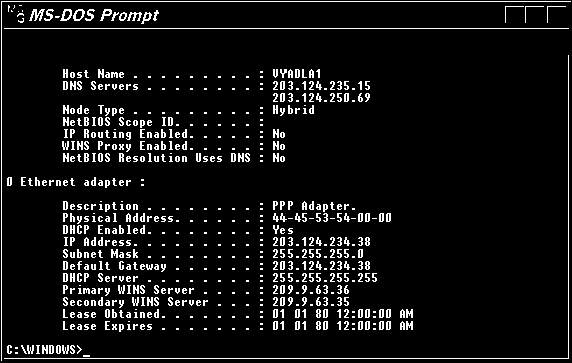 MS-DOS Prompt
Host Name . . . . . . . . . : VYADLA1
DNS Servers . . . . . . . . : 203.124.235.15
203.124.250.69
Node Type . . . . . . . . . : Hybrid
NetBIOS Scope ID. . . . . . :
IP Routing Enabled. . . . . : No
WINS Proxy Enabled. . . . . : No
NetBIOS Resolution Uses DNS : No
0 Ethernet adapter :
Description . . . . . . . . : PPP Adapter.
Physical Address. . . . . . : 44-45-53-54-00-00
DHCP Enabled. . . . . . . . : Yes
IP Address. . . . . . . . . : 203.124.234.38
Subnet Mask . . . . . . . . : 255.255.255.0
Default Gateway . . . . . . : 203.124.234.38
DHCP Server . . . . . . . . : 255.255.255.255
Primary WINS Server . . . . : 209.9.63.36
Secondary WINS Server . . . : 209.9.63.35
Lease Obtained. . . . . . . : 01 01 80 12:00:00 AM
Lease Expires . . . . . . . : 01 01 80 12:00:00 AM
C:\WINDOWS>_